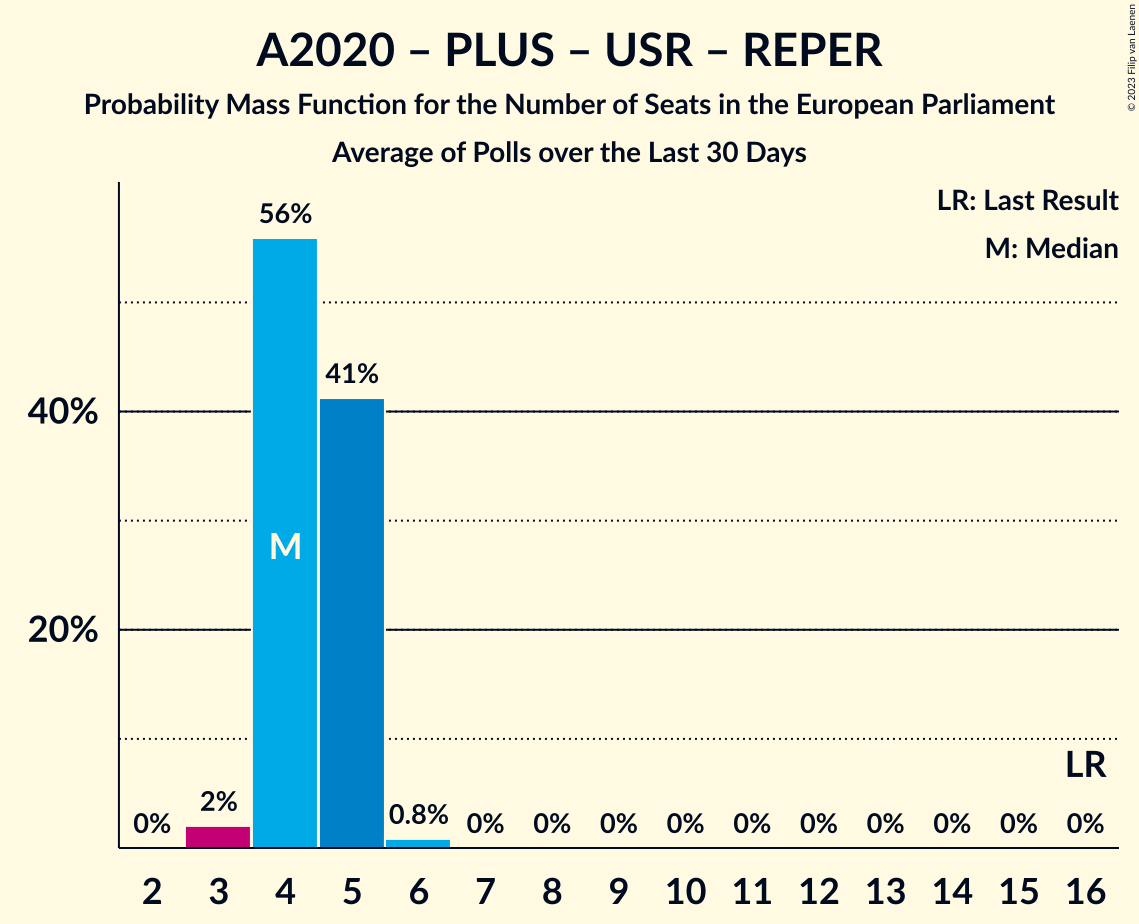 A2020 – PLUS – USR – REPER
Probability Mass Function for the Number of Seats in the European Parliament
Average of Polls over the Last 30 Days
© 2023 Filip van Laenen
LR: Last Result
M: Median
56%
41%
40%
M
20%
LR
0% 2% 0.8% 0% 0% 0% 0% 0% 0% 0% 0% 0% 0%
2 3 4 5 6 7 8 9 10 11 12 13 14 15 16